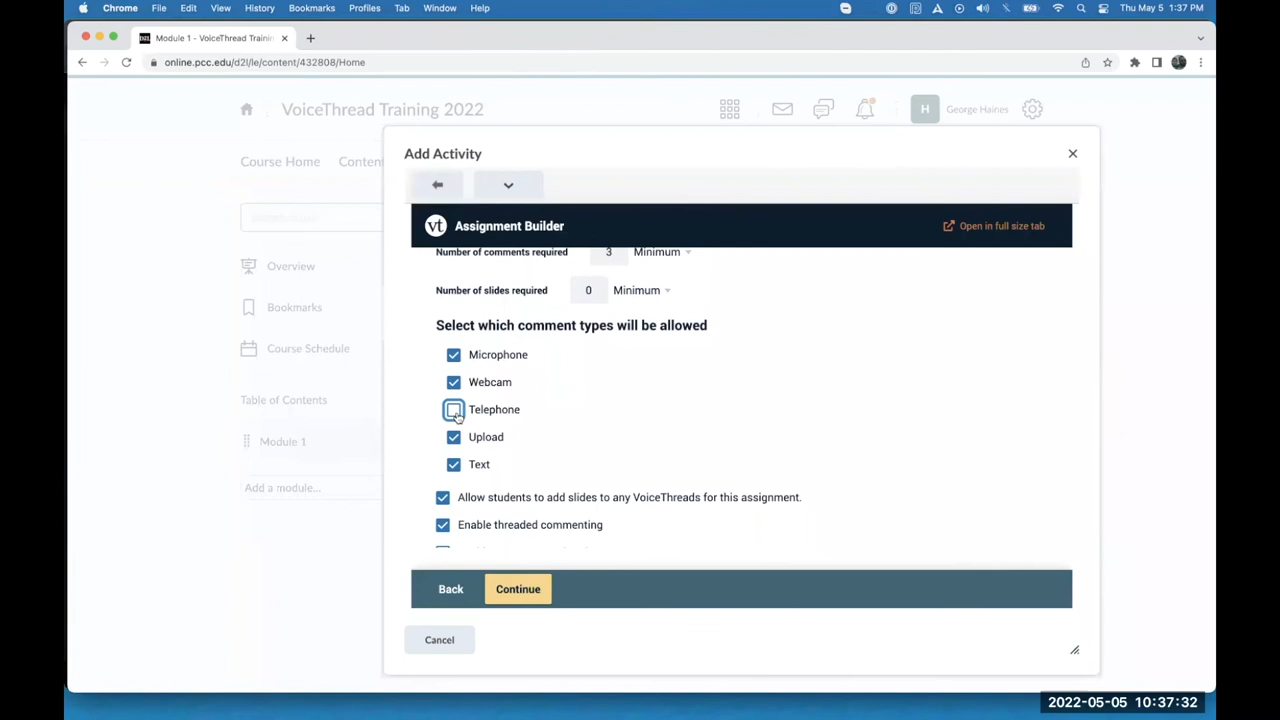 Chrome File Edit View History Bookmarks Profiles Tab Window Help Thu May 5 1:37 PM
Module 1 - VoiceThread Trainin
online.pcc.edu/d2l/le/content/432808/Home
VoiceThread Training 2022
H George Haines
Course Home Conten
Add Activity
vt Assignment Builder Open in full size tab
Overview
Bookmarks
Course Schedule
Table of Contents
Module 1
Add a module...
Number of comments required 3 Minimum
Number of slides required 0 Minimum
Select which comment types will be allowed
Microphone
Webcam
Telephone
Upload
Text
Allow students to add slides to any VoiceThreads for this assignment.
Enable threaded commenting
Back Continue
Cancel
2022-05-05 10:37:32